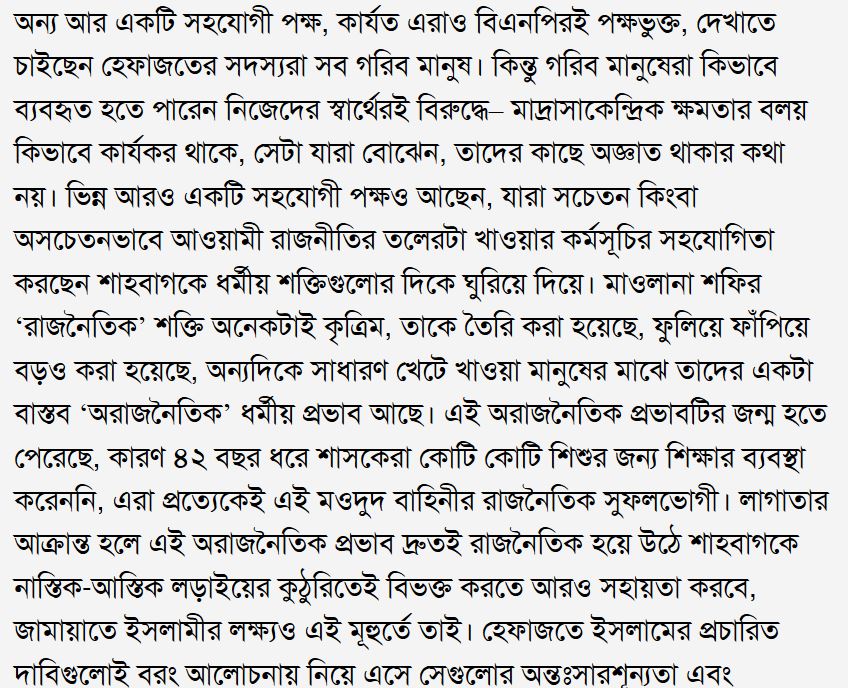 অন্য আর একটি সহযোগী পক্ষ, কার্যত এরাও বিএনপিরই পক্ষভুক্ত, দেখাতে
চাইছেন হেফাজতের সদস্যরা সব গরিব মানুষ। কিন্তু গরিব মানুষেরা কিভাবে
ব্যবহৃত হতে পারেন নিজেদের স্বার্থেরই বিরুদ্ধে– মাদ্রাসাকেন্দ্রিক ক্ষমতার বলয়
কিভাবে কার্যকর থাকে, সেটা যারা বোঝেন, তাদের কাছে অজ্ঞাত থাকার কথা
নয়। ভিন্ন আরও একটি সহযোগী পক্ষও আছেন, যারা সচেতন কিংবা
অসচেতনভাবে আওয়ামী রাজনীতির তলেরটা খাওয়ার কর্মসূচির সহযোগিতা
করছেন শাহবাগকে ধর্মীয় শক্তিগুলোর দিকে ঘুরিয়ে দিয়ে। মাওলানা শফির
‘রাজনৈতিক’ শক্তি অনেকটাই কৃত্রিম, তাকে তৈরি করা হয়েছে, ফুলিয়ে ফাঁপিয়ে
বড়ও করা হয়েছে, অন্যদিকে সাধারণ খেটে খাওয়া মানুষের মাঝে তাদের একটা
বাস্তব ‘অরাজনৈতিক’ ধর্মীয় প্রভাব আছে। এই অরাজনৈতিক প্রভাবটির জন্ম হতে
পেরেছে, কারণ ৪২ বছর ধরে শাসকেরা কোটি কোটি শিশুর জন্য শিক্ষার ব্যবস্থা
করেননি, এরা প্রত্যেকেই এই মওদুদ বাহিনীর রাজনৈতিক সুফলভোগী। লাগাতার
আক্রান্ত হলে এই অরাজনৈতিক প্রভাব দ্রুতই রাজনৈতিক হয়ে উঠে শাহবাগকে
নাস্তিক-আস্তিক লড়াইয়ের কুঠুরিতেই বিভক্ত করতে আরও সহায়তা করবে,
জামায়াতে ইসলামীর লক্ষ্যও এই মূহুর্তে তাই। হেফাজতে ইসলামের প্রচারিত
দাবিগুলোই বরং আলোচনায় নিয়ে এসে সেগুলোর অন্তঃসারশূন্যতা এবং